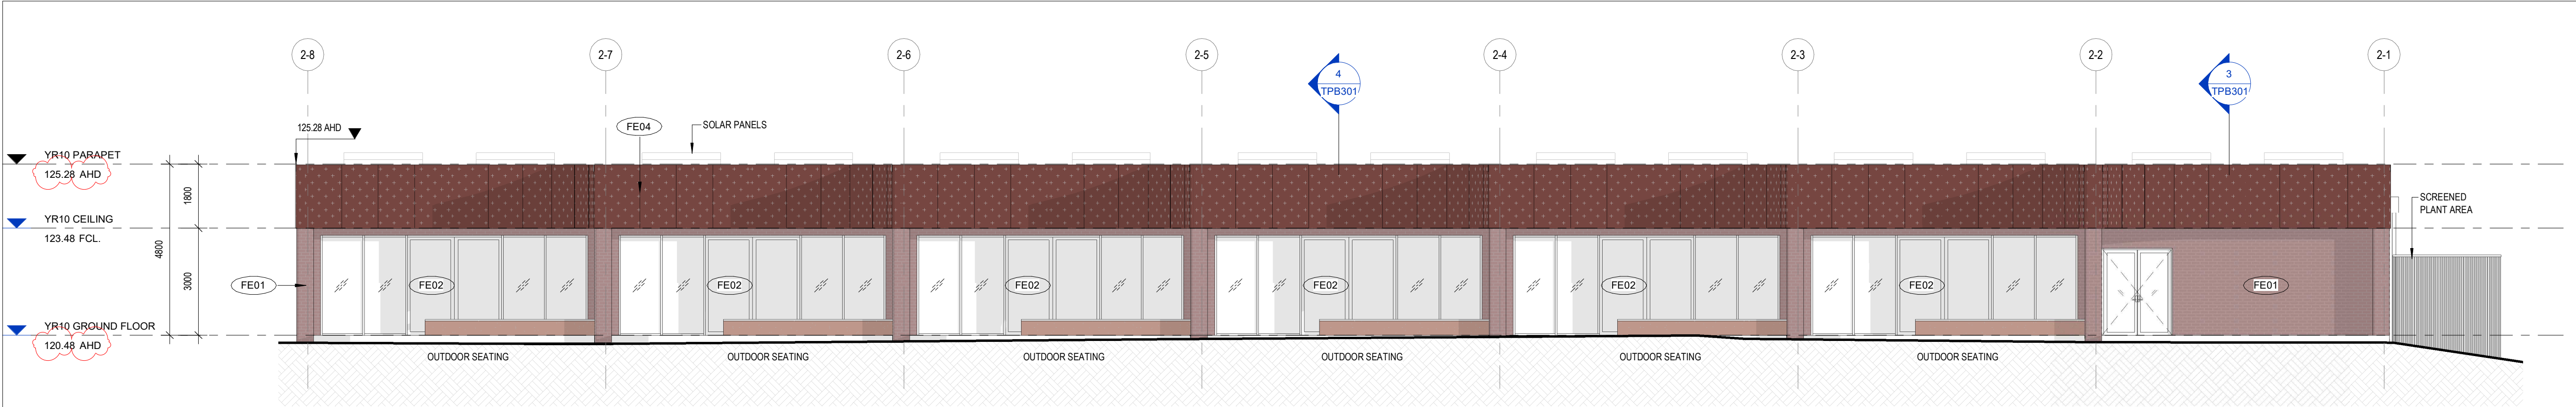 2-8
2-7
2-6
2-5
2-4
2-3
2-2
2-1
4
TPB301
3
TPB301
125.28 AHD
FE04
SOLAR PANELS
YR10 PARAPET
125.28 AHD
1800
YR10 CEILING
123.48 FCL.
4800
3000
SCREENED
PLANT AREA
FE01
FE02
FE02
FE02
FE02
FE02
FE02
FE01
YR10 GROUND FLOOR
120.48 AHD
OUTDOOR SEATING
OUTDOOR SEATING
OUTDOOR SEATING
OUTDOOR SEATING
OUTDOOR SEATING
OUTDOOR SEATING